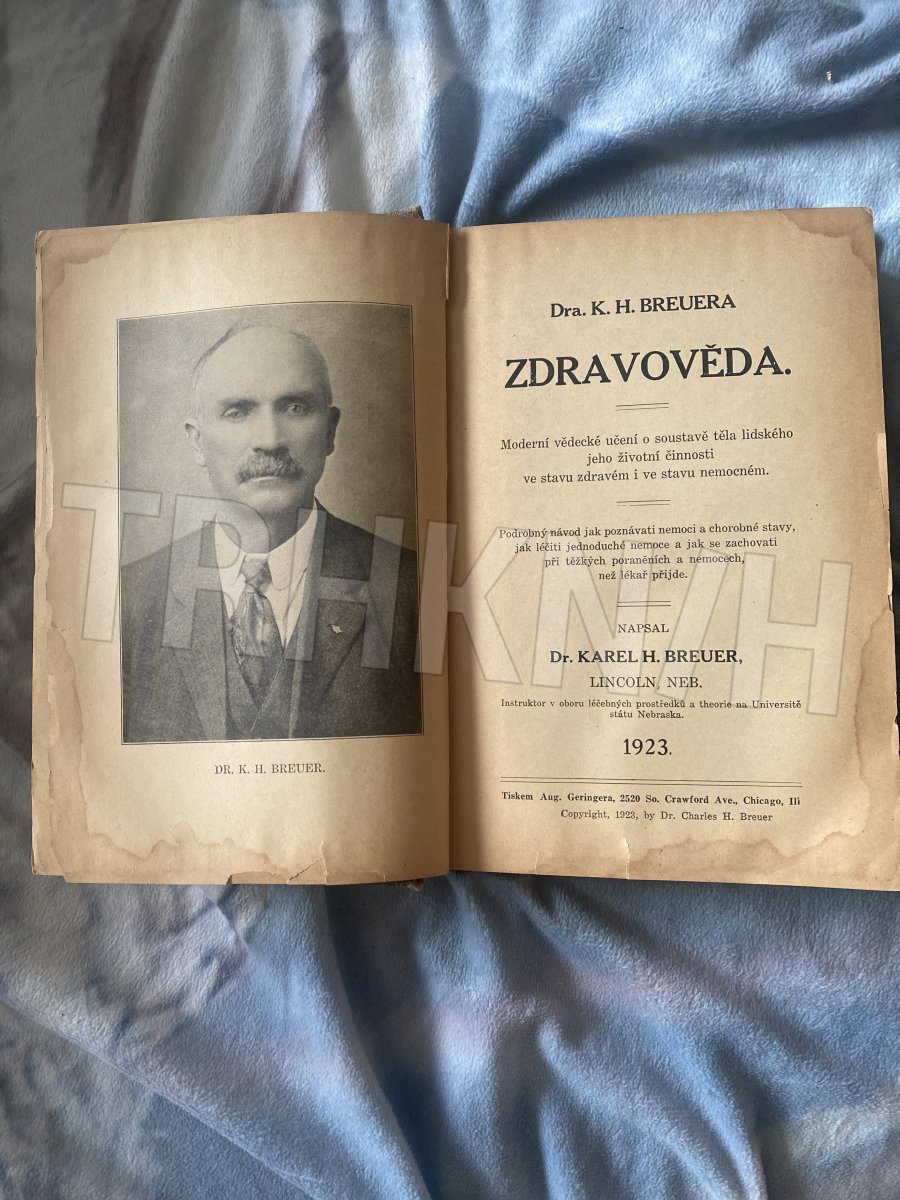 DR. K. H. BREUER.
Dra. K. H. BREUERA
ZDRAVOVĚDA.
Moderní vědecké učení o soustavě těla lidského
jeho životní činnosti
ve stavu zdravém i ve stavu nemocném.
Podrobný návod jak poznávati nemoci a chorobné stavy,
jak léčiti jednoduché nemoce a jak se zachovati
při těžkých poraněních a nemocech,
než lékař přijde.
NAPSAL
Dr. KAREL H. BREUER,
LINCOLN, NEB.
Instruktor v oboru léčebných prostředků a theorie na Universitě
státu Nebraska.
1923.
Tiskem Aug. Geringera, 2520 So. Crawford Ave., Chicago, Ill
Copyright, 1923, by Dr. Charles H. Breuer
TRHKNIH